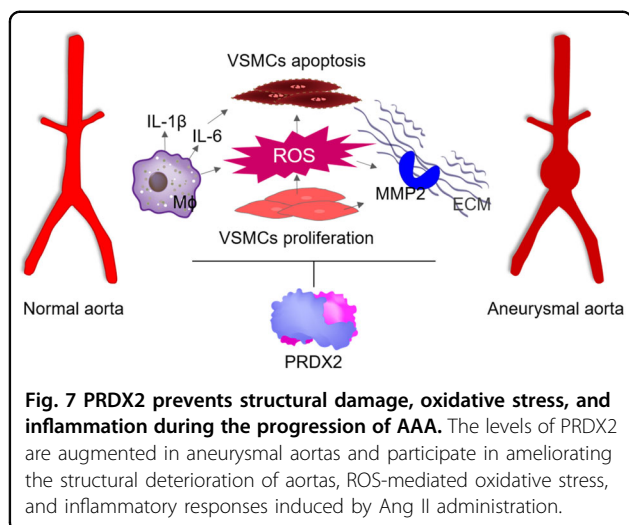 VSMCs apoptosis
IL-1β
IL-6
ROS
Mϕ
MMP2
ECM
VSMCs proliferation
Normal aorta
Aneurysmal aorta
PRDX2
Fig. 7 PRDX2 prevents structural damage, oxidative stress, and
inflammation during the progression of AAA. The levels of PRDX2
are augmented in aneurysmal aortas and participate in ameliorating
the structural deterioration of aortas, ROS-mediated oxidative stress,
and inflammatory responses induced by Ang II administration.